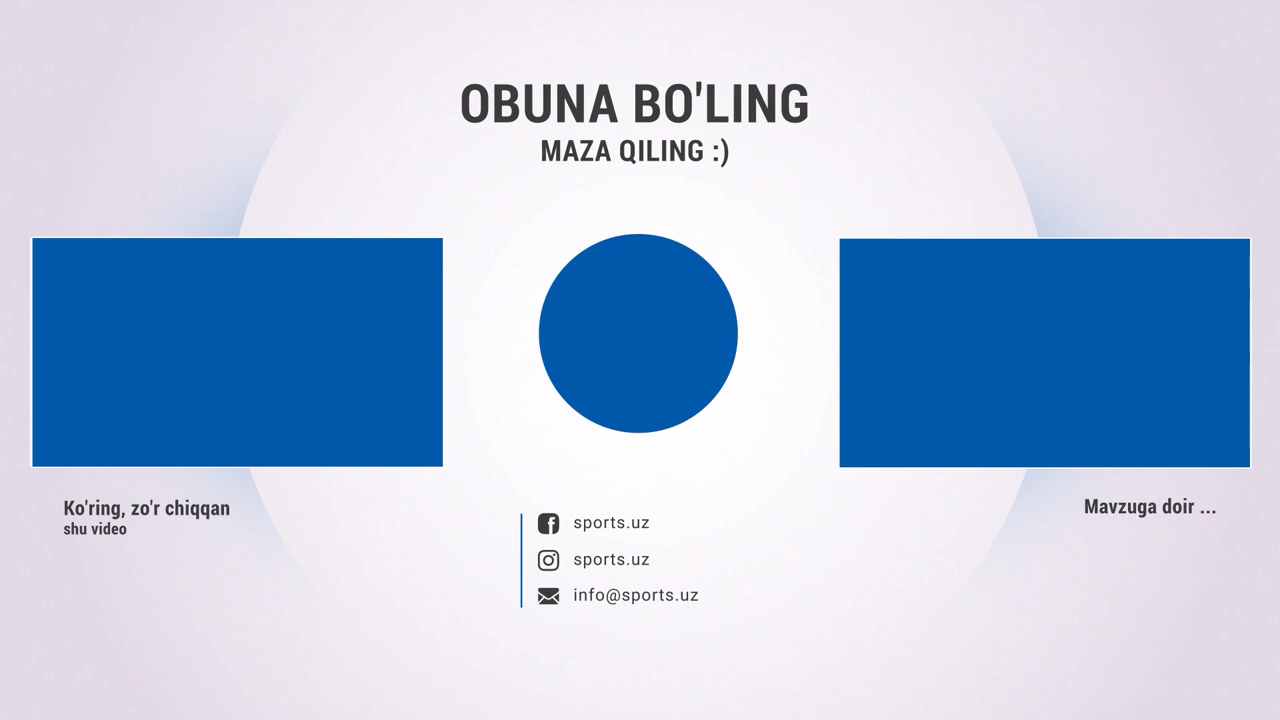 OBUNA BO'LING
MAZA QILING :)
Ko'ring, zo'r chiqqan
shu video
Mavzuga doir ...
sports.uz
sports.uz
info@sports.uz